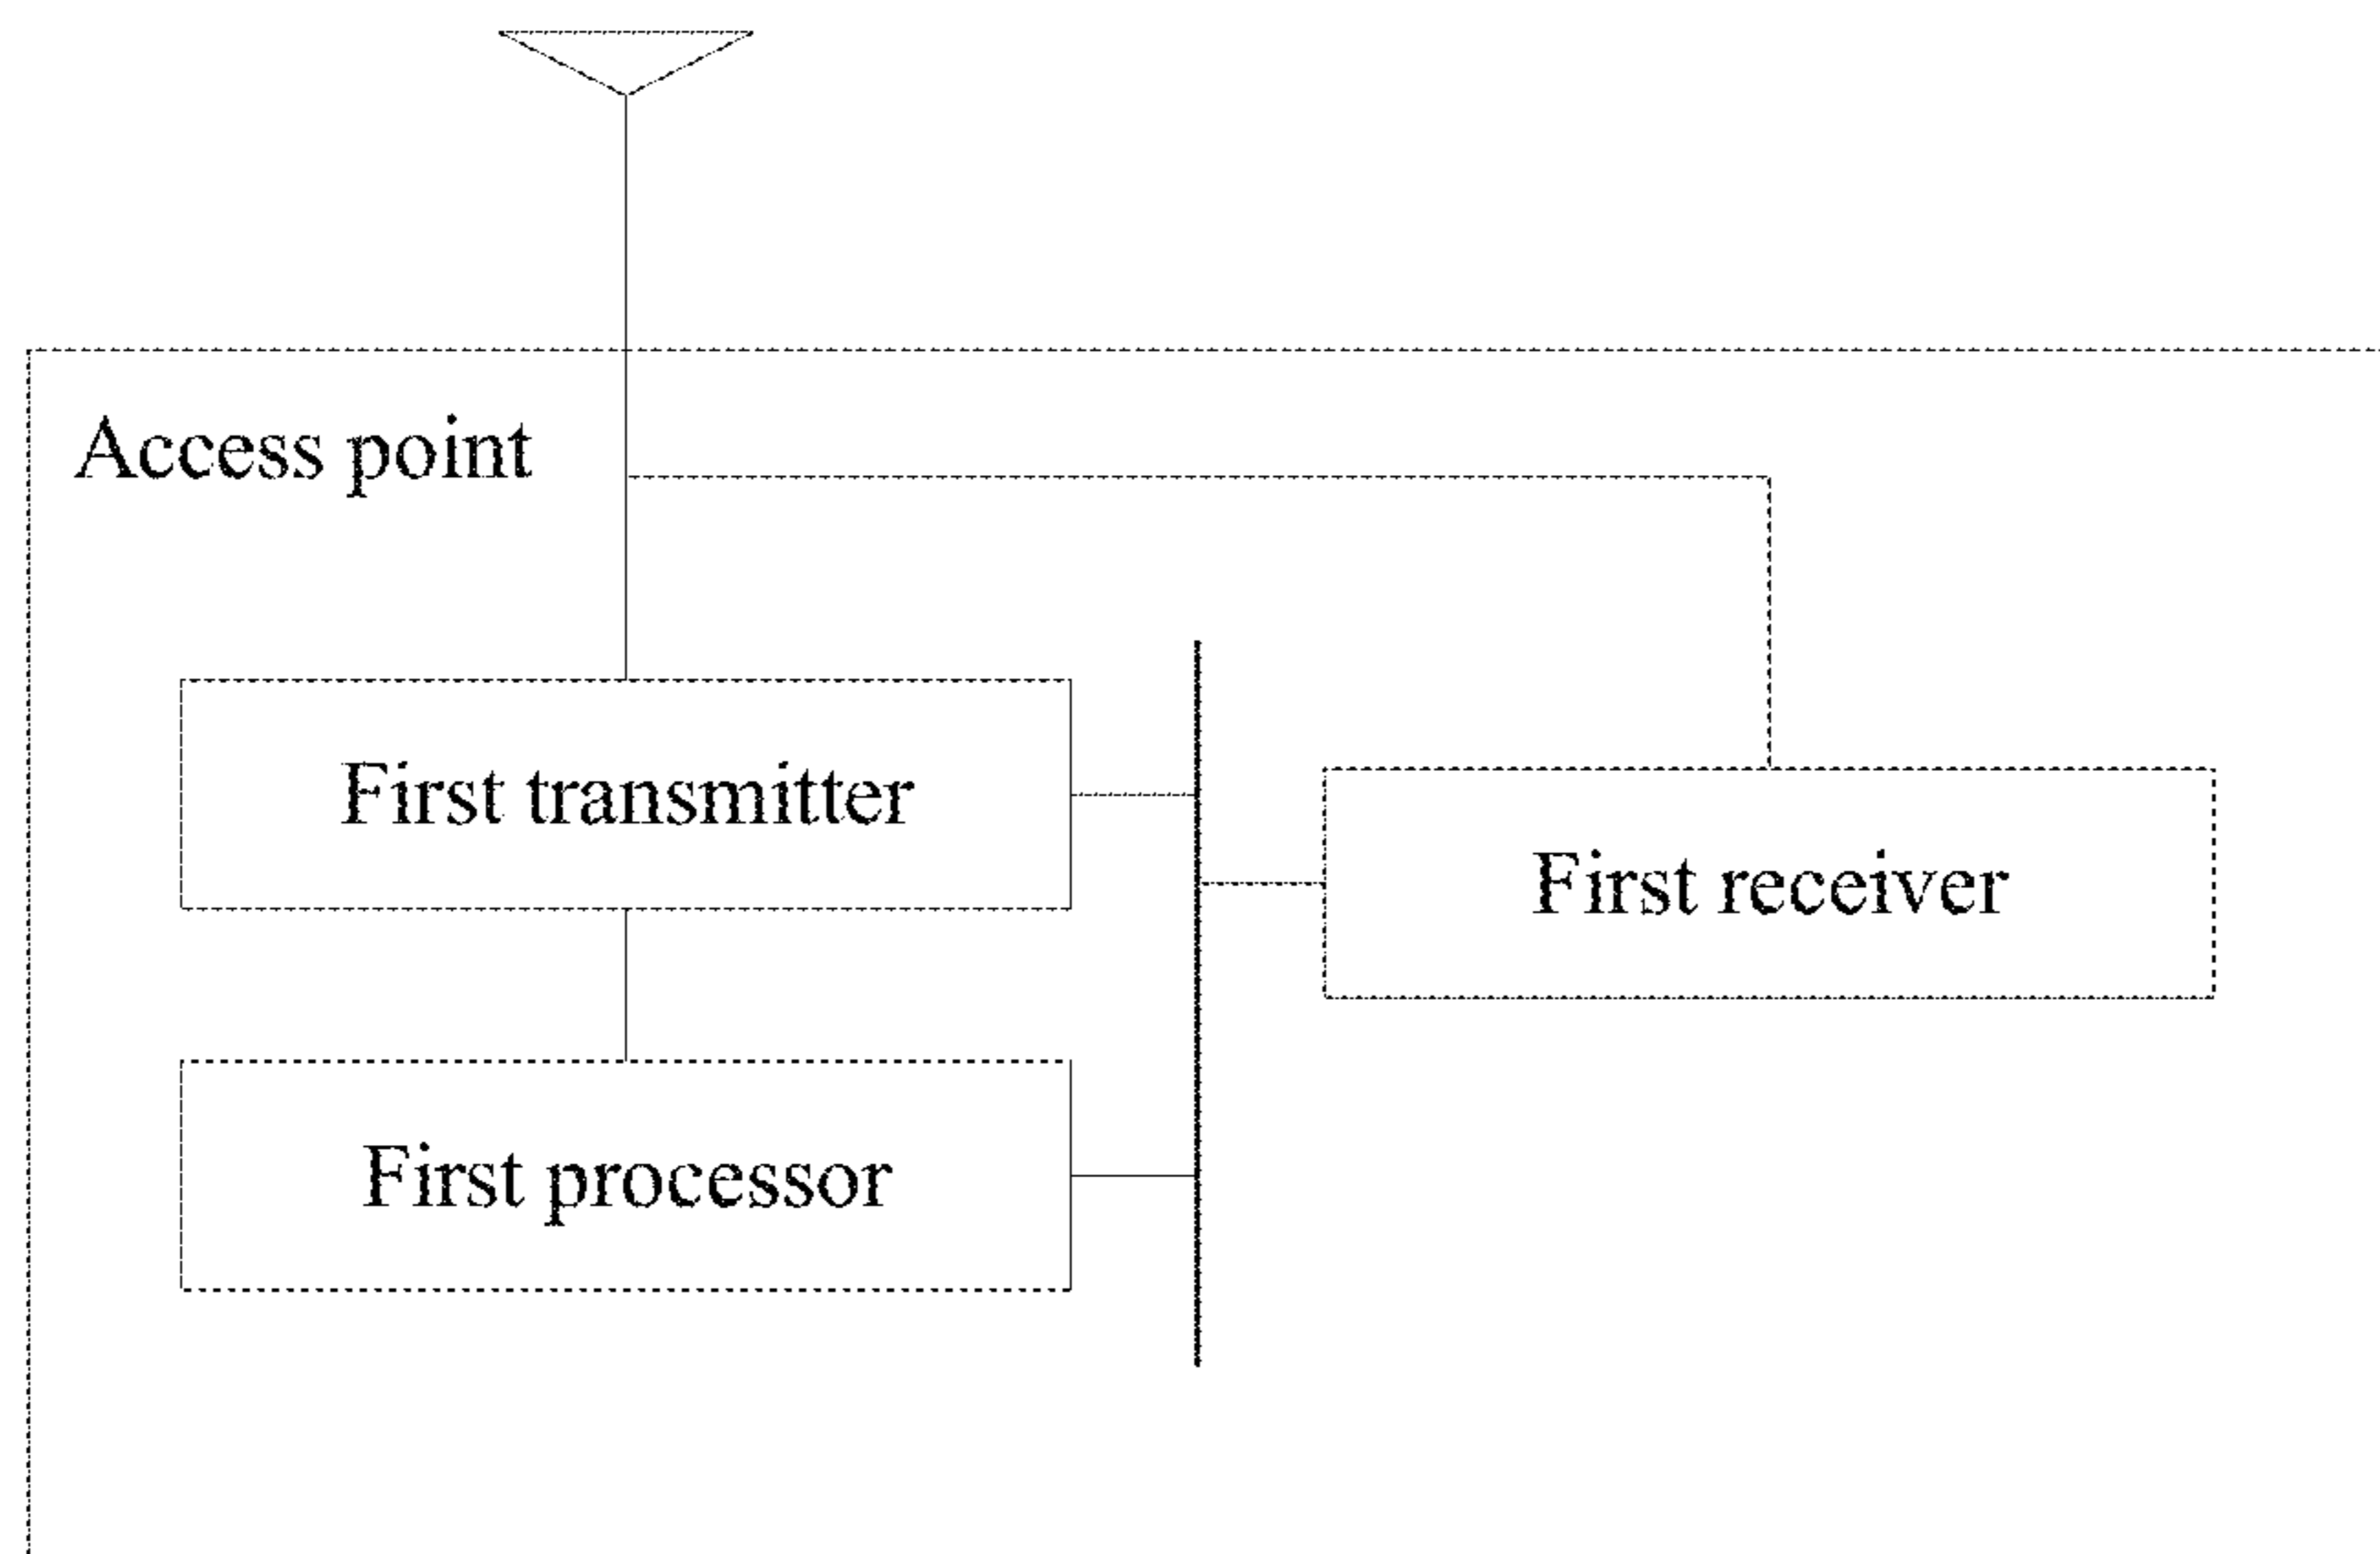 Access point
First transmitter
First receiver
First processor